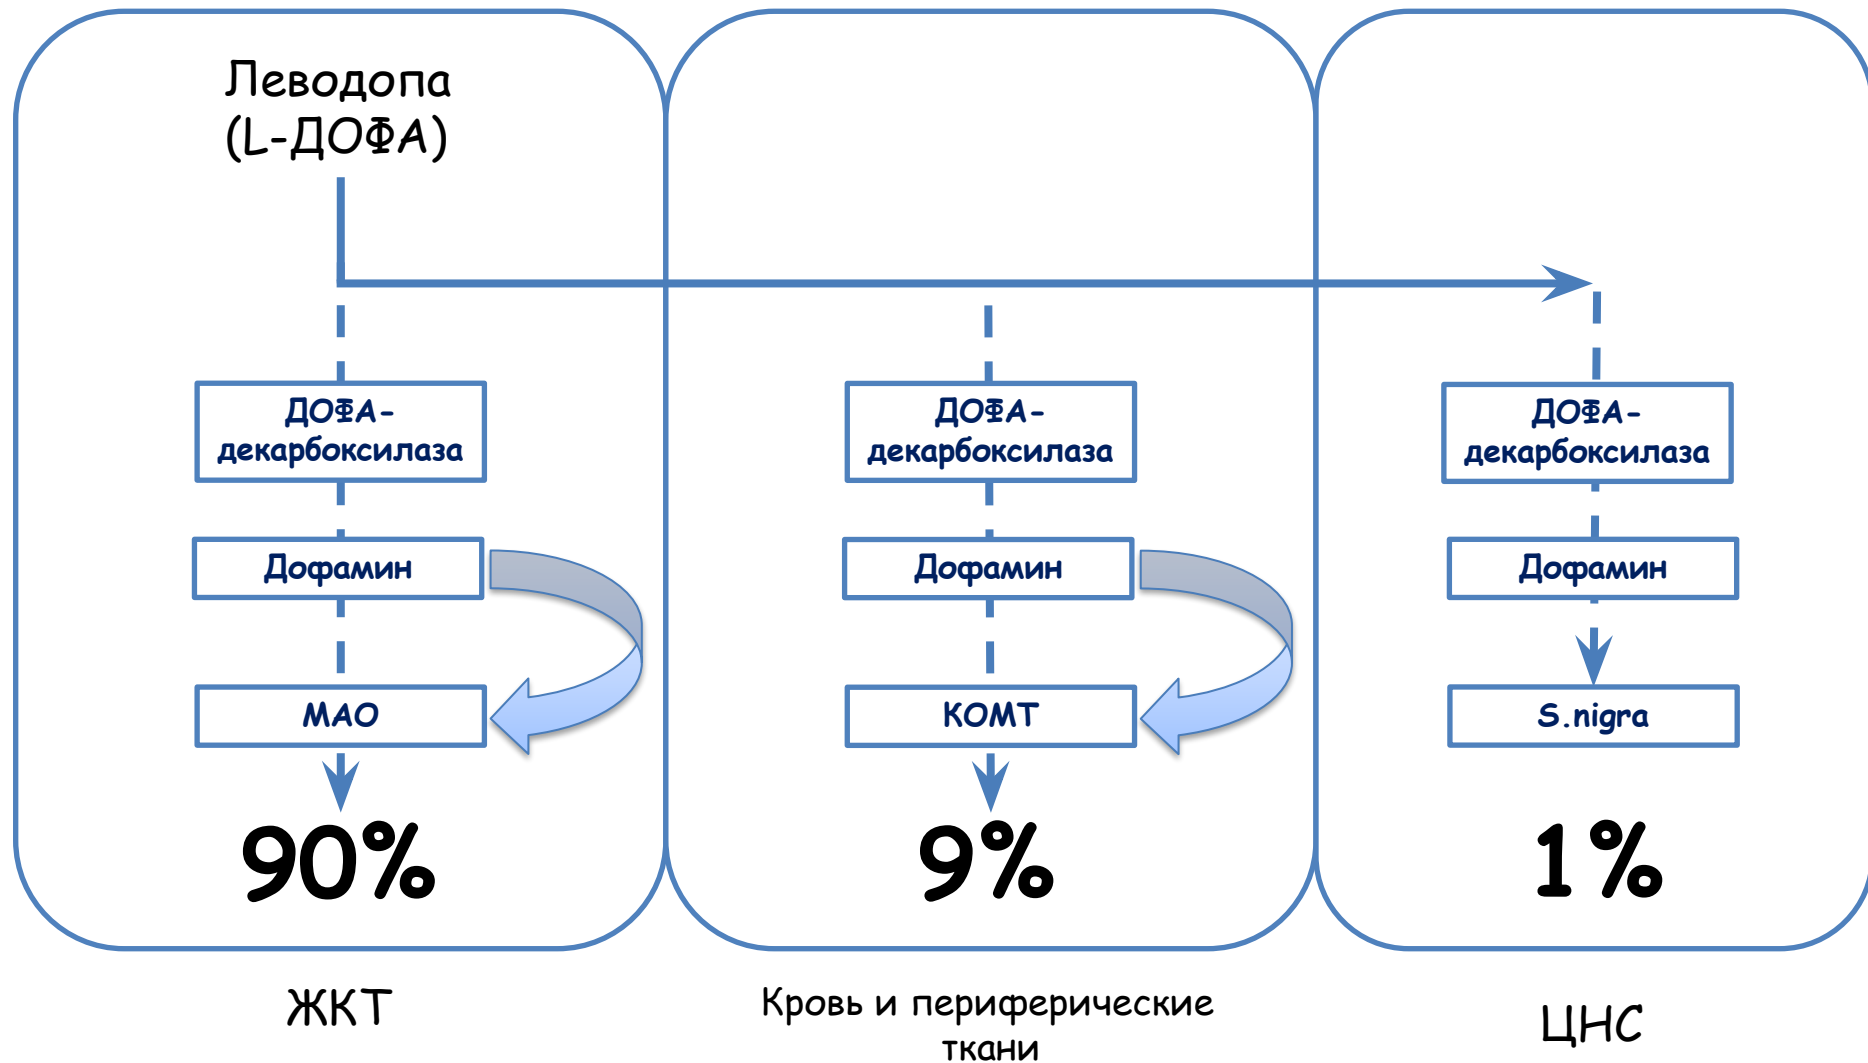 Леводопа
(L-ДОФА)
ДОФА-
декарбоксилаза
Дофамин
МАО
90%
ЖКТ
ДОФА-
декарбоксилаза
Дофамин
КОМТ
9%
Кровь и периферические
ткани
ДОФА-
декарбоксилаза
Дофамин
S.nigra
1%
ЦНС